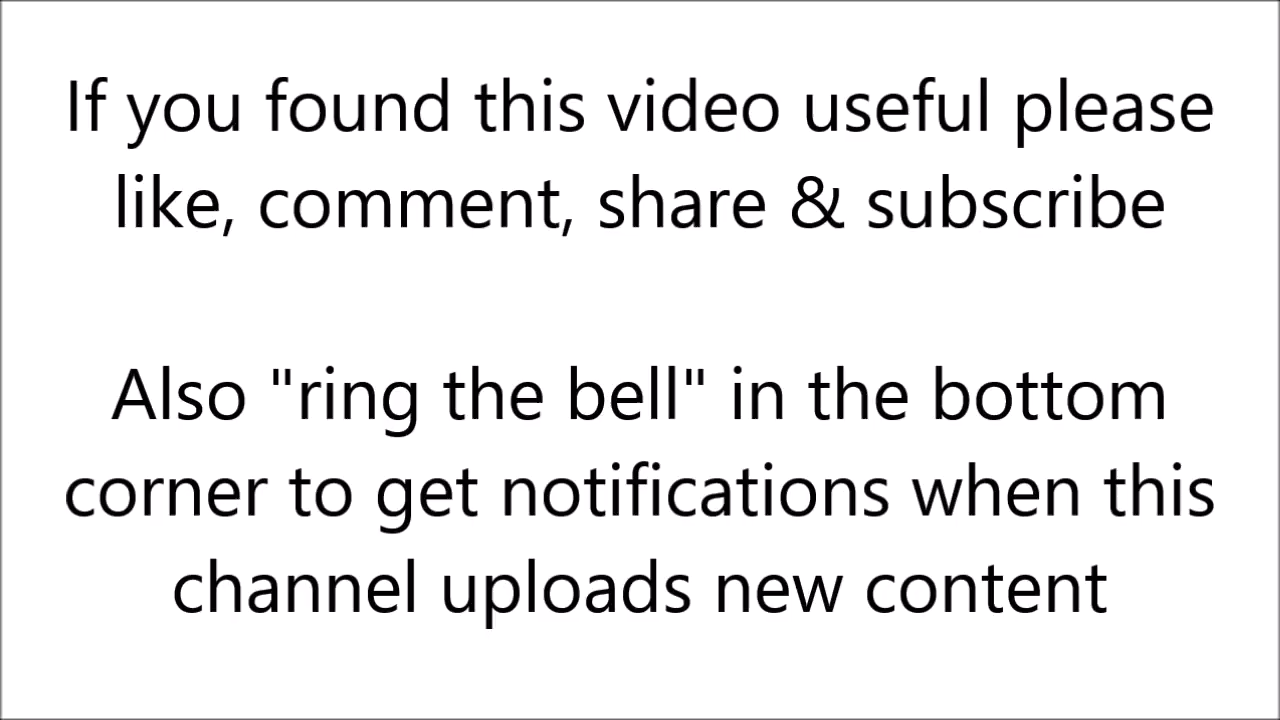 If you found this video useful please
like, comment, share & subscribe
Also "ring the bell" in the bottom
corner to get notifications when this
channel uploads new content